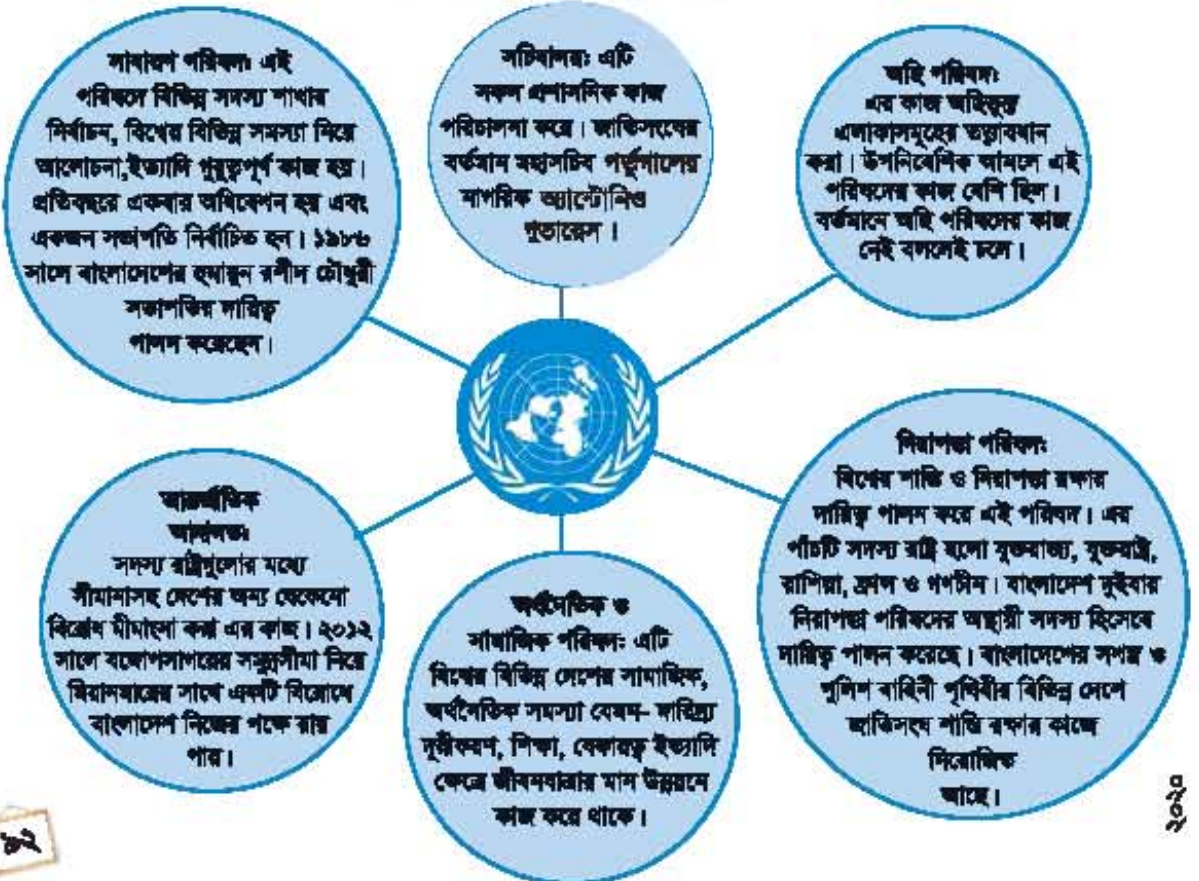 সাধারণ পরিষদ: এই
পরিষদে বিভিন্ন সদস্য শাখার
নির্বাচন, বিশ্বের বিভিন্ন সমস্যা নিয়ে
আলোচনা,ইত্যাদি গুরুত্বপূর্ণ কাজ হয়।
প্রতিবছরে একবার অধিবেশন হয় এবং
একজন সভাপতি নির্বাচিত হন। ১৯৮৬
সালে বাংলাদেশের হুমায়ুন রশীদ চৌধুরী
সভাপতির দায়িত্ব
পালন করেছেন।
সচিবালয়: এটি
সকল প্রশাসনিক কাজ
পরিচালনা করে। জাতিসংঘের
বর্তমান মহাসচিব পর্তুগালের
নাগরিক অ্যান্টোনিও
গুতারেস।
অছি পরিষদ:
এর কাজ অছিভুক্ত
এলাকাসমূহের তত্ত্বাবধান
করা। উপনিবেশিক আমলে এই
পরিষদের কাজ বেশি ছিল।
বর্তমানে অছি পরিষদের কাজ
নেই বললেই চলে।
আন্তর্জাতিক
আদালত:
সদস্য রাষ্ট্রগুলোর মধ্যে
সীমানাসহ দেশের অন্য যেকোনো
বিরোধ মীমাংসা করা এর কাজ। ২০১২
সালে বঙ্গোপসাগরের সমুদ্রসীমা নিয়ে
মিয়ানমারের সাথে একটি বিরোধে
বাংলাদেশ নিজের পক্ষে রায়
পায়।
অর্থনৈতিক ও
সামাজিক পরিষদ: এটি
বিশ্বের বিভিন্ন দেশের সামাজিক,
অর্থনৈতিক সমস্যা যেমন– দারিদ্র্য
দূরীকরণ, শিক্ষা, বেকারত্ব ইত্যাদি
ক্ষেত্রে জীবনযাত্রার মান উন্নয়নে
কাজ করে থাকে।
নিরাপত্তা পরিষদ:
বিশ্বের শান্তি ও নিরাপত্তা রক্ষার
দায়িত্ব পালন করে এই পরিষদ। এর
পাঁচটি সদস্য রাষ্ট্র হলো যুক্তরাজ্য, যুক্তরাষ্ট্র,
রাশিয়া, ফ্রান্স ও গণচীন। বাংলাদেশ দুইবার
নিরাপত্তা পরিষদের অস্থায়ী সদস্য হিসেবে
দায়িত্ব পালন করেছে। বাংলাদেশের সশস্ত্র ও
পুলিশ বাহিনী পৃথিবীর বিভিন্ন দেশে
জাতিসংঘ শান্তি রক্ষার কাজে
নিয়োজিত
আছে।
৯২
২০২০